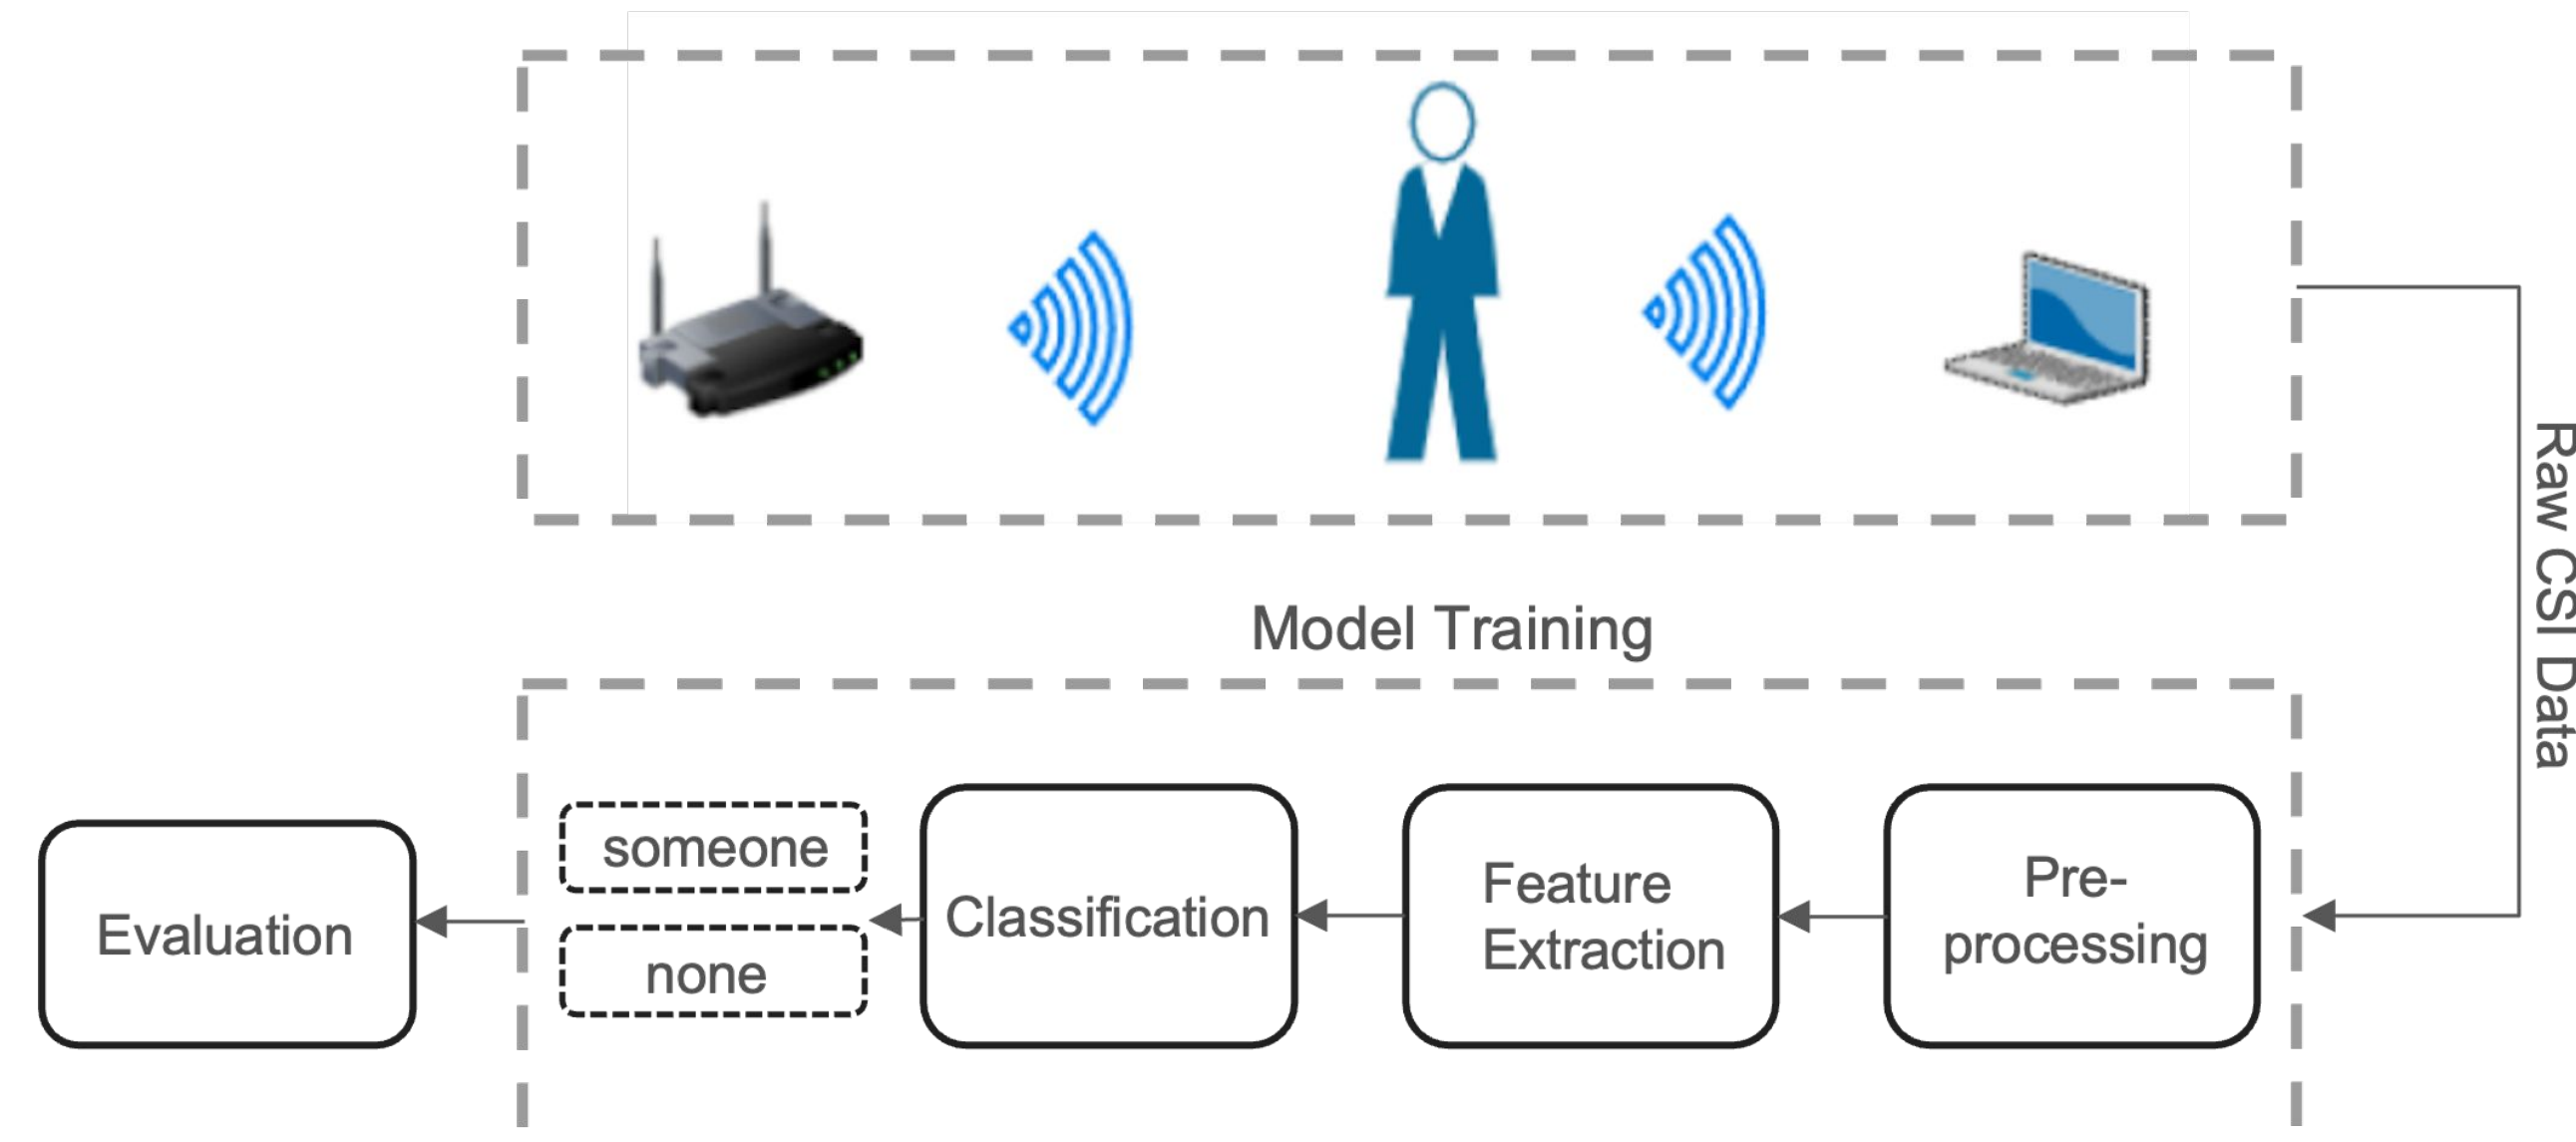 Raw CSI Data
Model Training
someone
none
Classification
Feature
Extraction
Pre-
processing
Evaluation